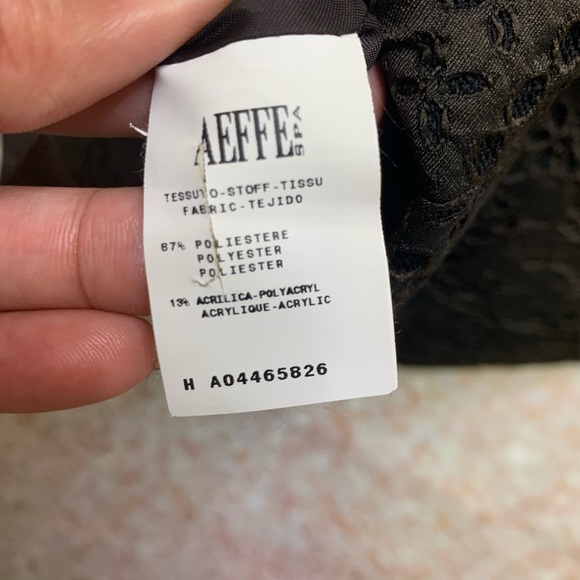 AEFFE SPA
TESSUTO-STOFF-TISSU
FABRIC-TEJIDO
87% POLIESTERE
POLYESTER
POLIESTER
13% ACRILICA-POLYACRYL
ACRYLIQUE-ACRYLIC
H A04465826